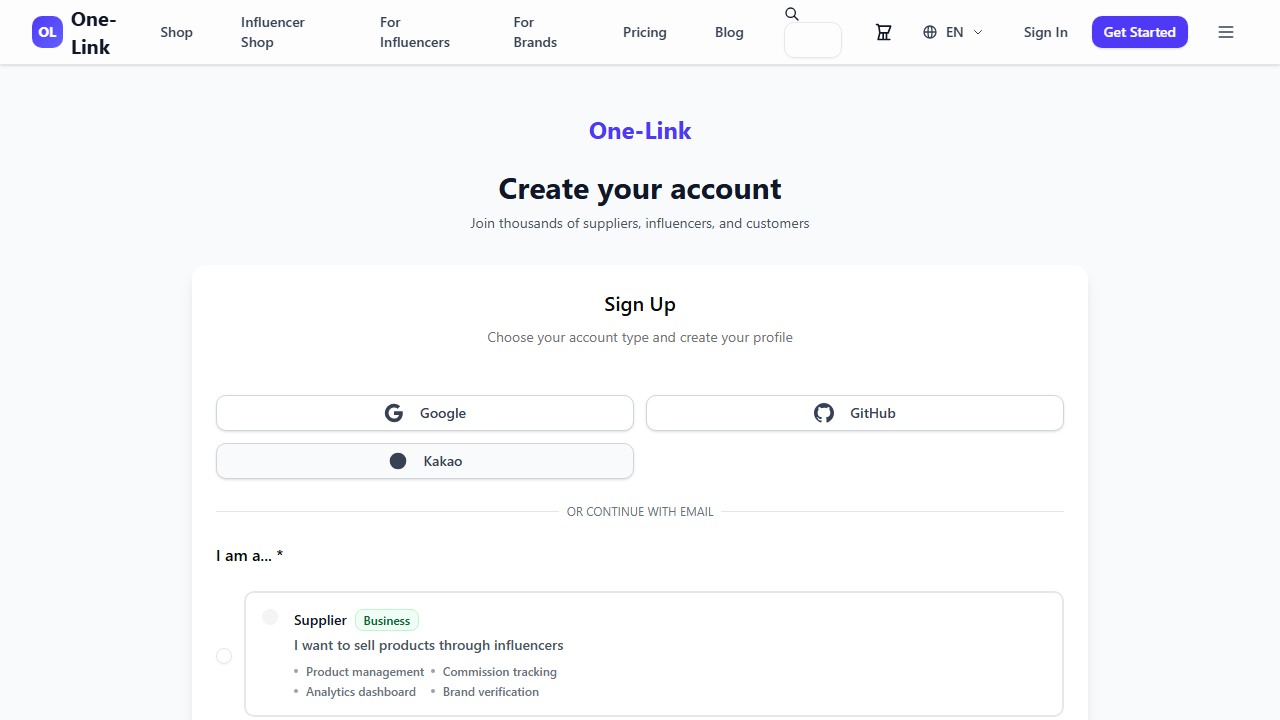 OL One-Link
Shop
Influencer Shop
For Influencers
For Brands
Pricing
Blog
EN
Sign In
Get Started
One-Link
Create your account
Join thousands of suppliers, influencers, and customers
Sign Up
Choose your account type and create your profile
Google
GitHub
Kakao
OR CONTINUE WITH EMAIL
I am a... *
Supplier Business
I want to sell products through influencers
• Product management • Commission tracking
• Analytics dashboard • Brand verification